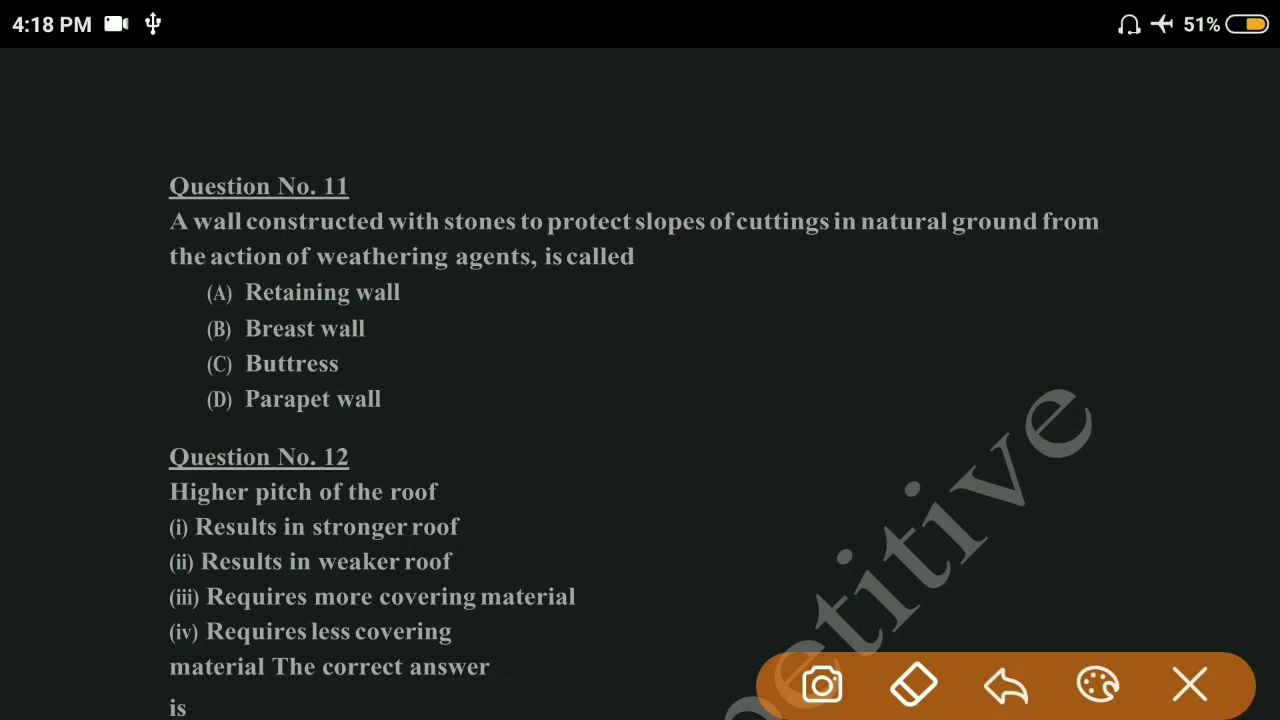 4:18 PM 51%
Question No. 11
A wall constructed with stones to protect slopes of cuttings in natural ground from
the action of weathering agents, is called
(A) Retaining wall
(B) Breast wall
(C) Buttress
(D) Parapet wall
Question No. 12
Higher pitch of the roof
(i) Results in stronger roof
(ii) Results in weaker roof
(iii) Requires more covering material
(iv) Requires less covering
material The correct answer
is